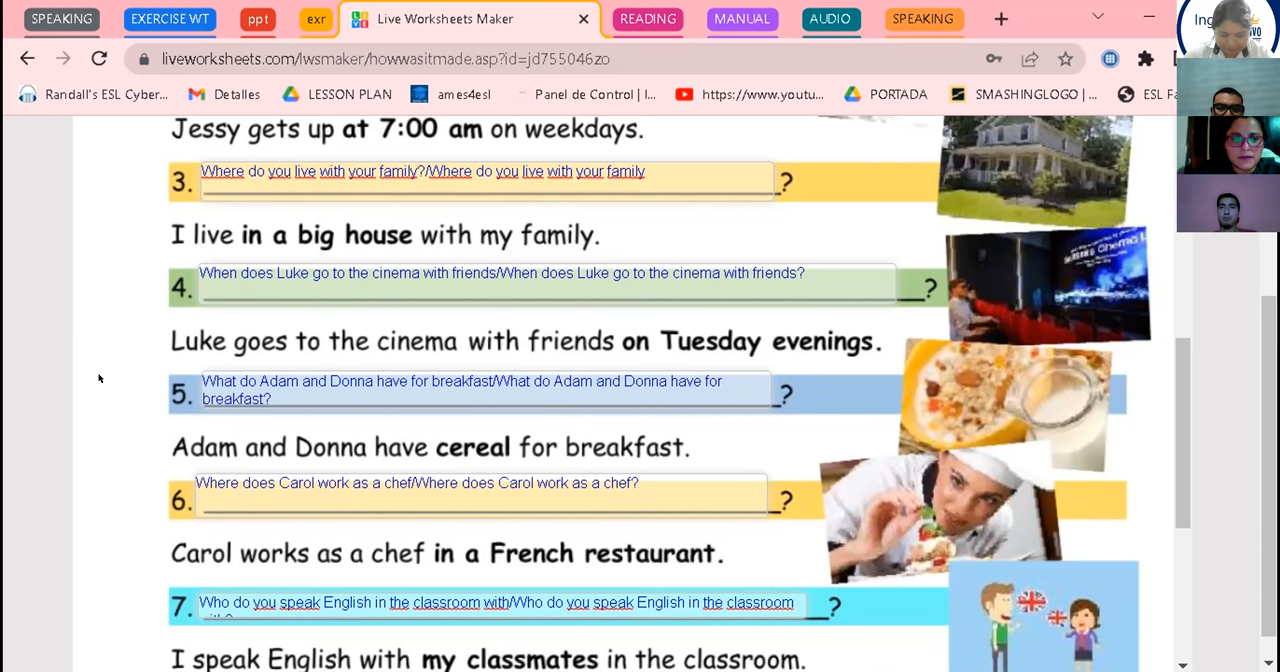 SPEAKING EXERCISE WT ppt exr Live Worksheets Maker READING MANUAL AUDIO SPEAKING
liveworksheets.com/lwsmaker/howwasitmade.asp?id=jd755046zo
Randall's ESL Cyber... Detalles LESSON PLAN ames4esl Panel de Control | I... https://www.youtu... PORTADA SMASHINGLOGO | ... ESL Fa
Jessy gets up at 7:00 am on weekdays.
3. Where do you live with your family?/Where do you live with your family ?
I live in a big house with my family.
4. When does Luke go to the cinema with friends/When does Luke go to the cinema with friends? ?
Luke goes to the cinema with friends on Tuesday evenings.
5. What do Adam and Donna have for breakfast/What do Adam and Donna have for
breakfast? ?
Adam and Donna have cereal for breakfast.
6. Where does Carol work as a chef/Where does Carol work as a chef? ?
Carol works as a chef in a French restaurant.
7. Who do you speak English in the classroom with/Who do you speak English in the classroom ?
I speak English with my classmates in the classroom.